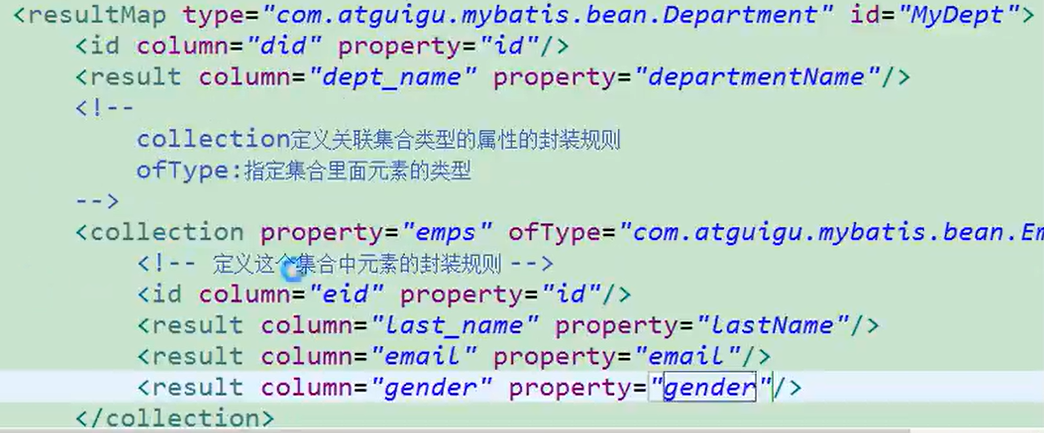 <resultMap type="com.atguigu.mybatis.bean.Department" id="MyDept">
<id column="did" property="id"/>
<result column="dept_name" property="departmentName"/>
<!--
collection定义关联集合类型的属性的封装规则
ofType:指定集合里面元素的类型
-->
<collection property="emps" ofType="com.atguigu.mybatis.bean.Em
<!-- 定义这个集合中元素的封装规则 -->
<id column="eid" property="id"/>
<result column="last_name" property="lastName"/>
<result column="email" property="email"/>
<result column="gender" property="gender"/>
</collection>